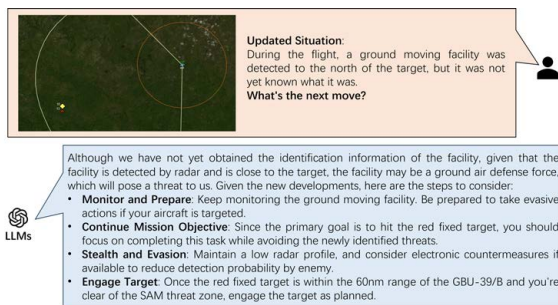 Updated Situation:
During the flight, a ground moving facility was
detected to the north of the target, but it was not
yet known what it was.
What's the next move?
Although we have not yet obtained the identification information of the facility, given that the
facility is detected by radar and is close to the target, the facility may be a ground air defense force,
which will pose a threat to us. Given the new developments, here are the steps to consider:
• Monitor and Prepare: Keep monitoring the ground moving facility. Be prepared to take evasive
actions if your aircraft is targeted.
• Continue Mission Objective: Since the primary goal is to hit the red fixed target, you should
focus on completing this task while avoiding the newly identified threats.
• Stealth and Evasion: Maintain a low radar profile, and consider electronic countermeasures if
available to reduce detection probability by enemy.
• Engage Target: Once the red fixed target is within the 60nm range of the GBU-39/B and you're
clear of the SAM threat zone, engage the target as planned.
LLMs